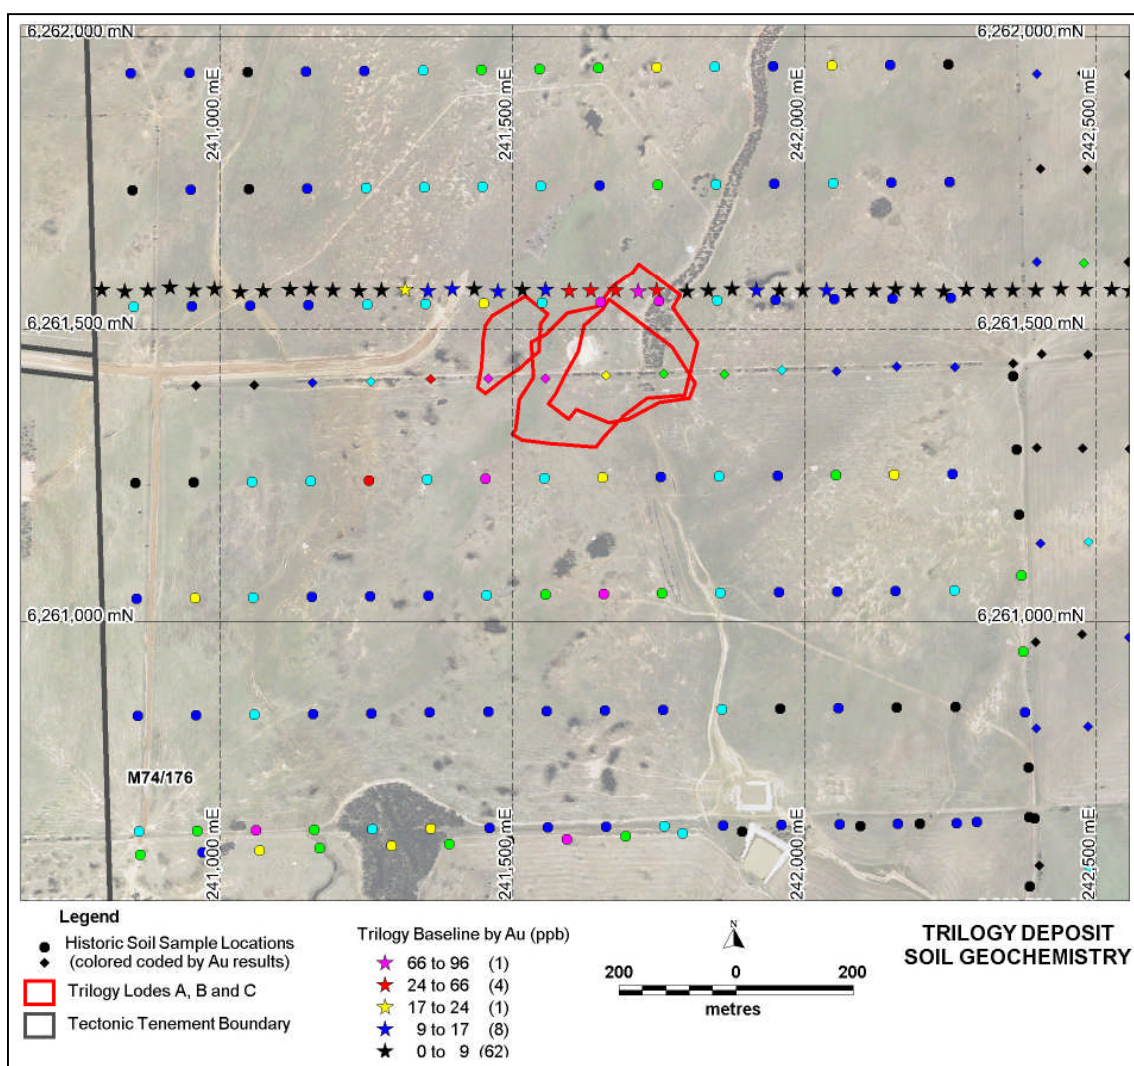 6,262,000 mN
6,262,000 mN
241,000 mE
241,500 mE
242,000 mE
242,500 mE
6,261,500 mN
6,261,500 mN
6,261,000 mN
6,261,000 mN
M74/176
241,000 mE
241,500 mE
242,000 mE
242,500 mE
Legend
Historic Soil Sample Locations
(colored coded by Au results)
Trilogy Lodes A, B and C
Tectonic Tenement Boundary
Trilogy Baseline by Au (ppb)
66 to 96 (1)
24 to 66 (4)
17 to 24 (1)
9 to 17 (8)
0 to 9 (62)
N
200 0 200
metres
TRILOGY DEPOSIT
SOIL GEOCHEMISTRY